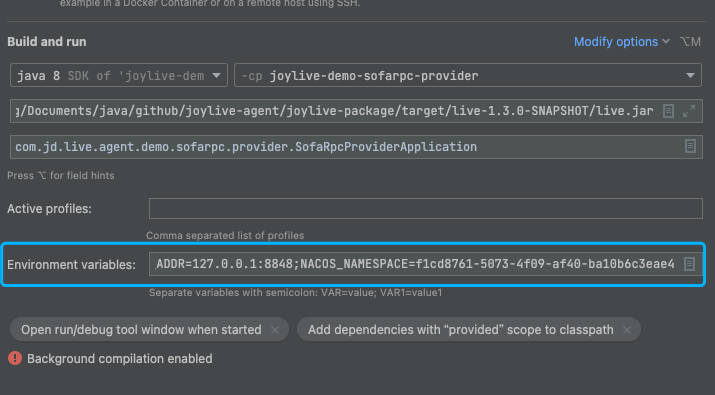 example in a Docker Container or on a remote host using SSH.
Build and run
Modify options ⌥M
java 8 SDK of 'joylive-dem
-cp joylive-demo-sofarpc-provider
g/Documents/java/github/joylive-agent/joylive-package/target/live-1.3.0-SNAPSHOT/live.jar
com.jd.live.agent.demo.sofarpc.provider.SofaRpcProviderApplication
Press ⌥ for field hints
Active profiles:
Comma separated list of profiles
Environment variables: ADDR=127.0.0.1:8848;NACOS_NAMESPACE=f1cd8761-5073-4f09-af40-ba10b6c3eae4
Separate variables with semicolon: VAR=value; VAR1=value1
Open run/debug tool window when started ×
Add dependencies with “provided” scope to classpath ×
Background compilation enabled